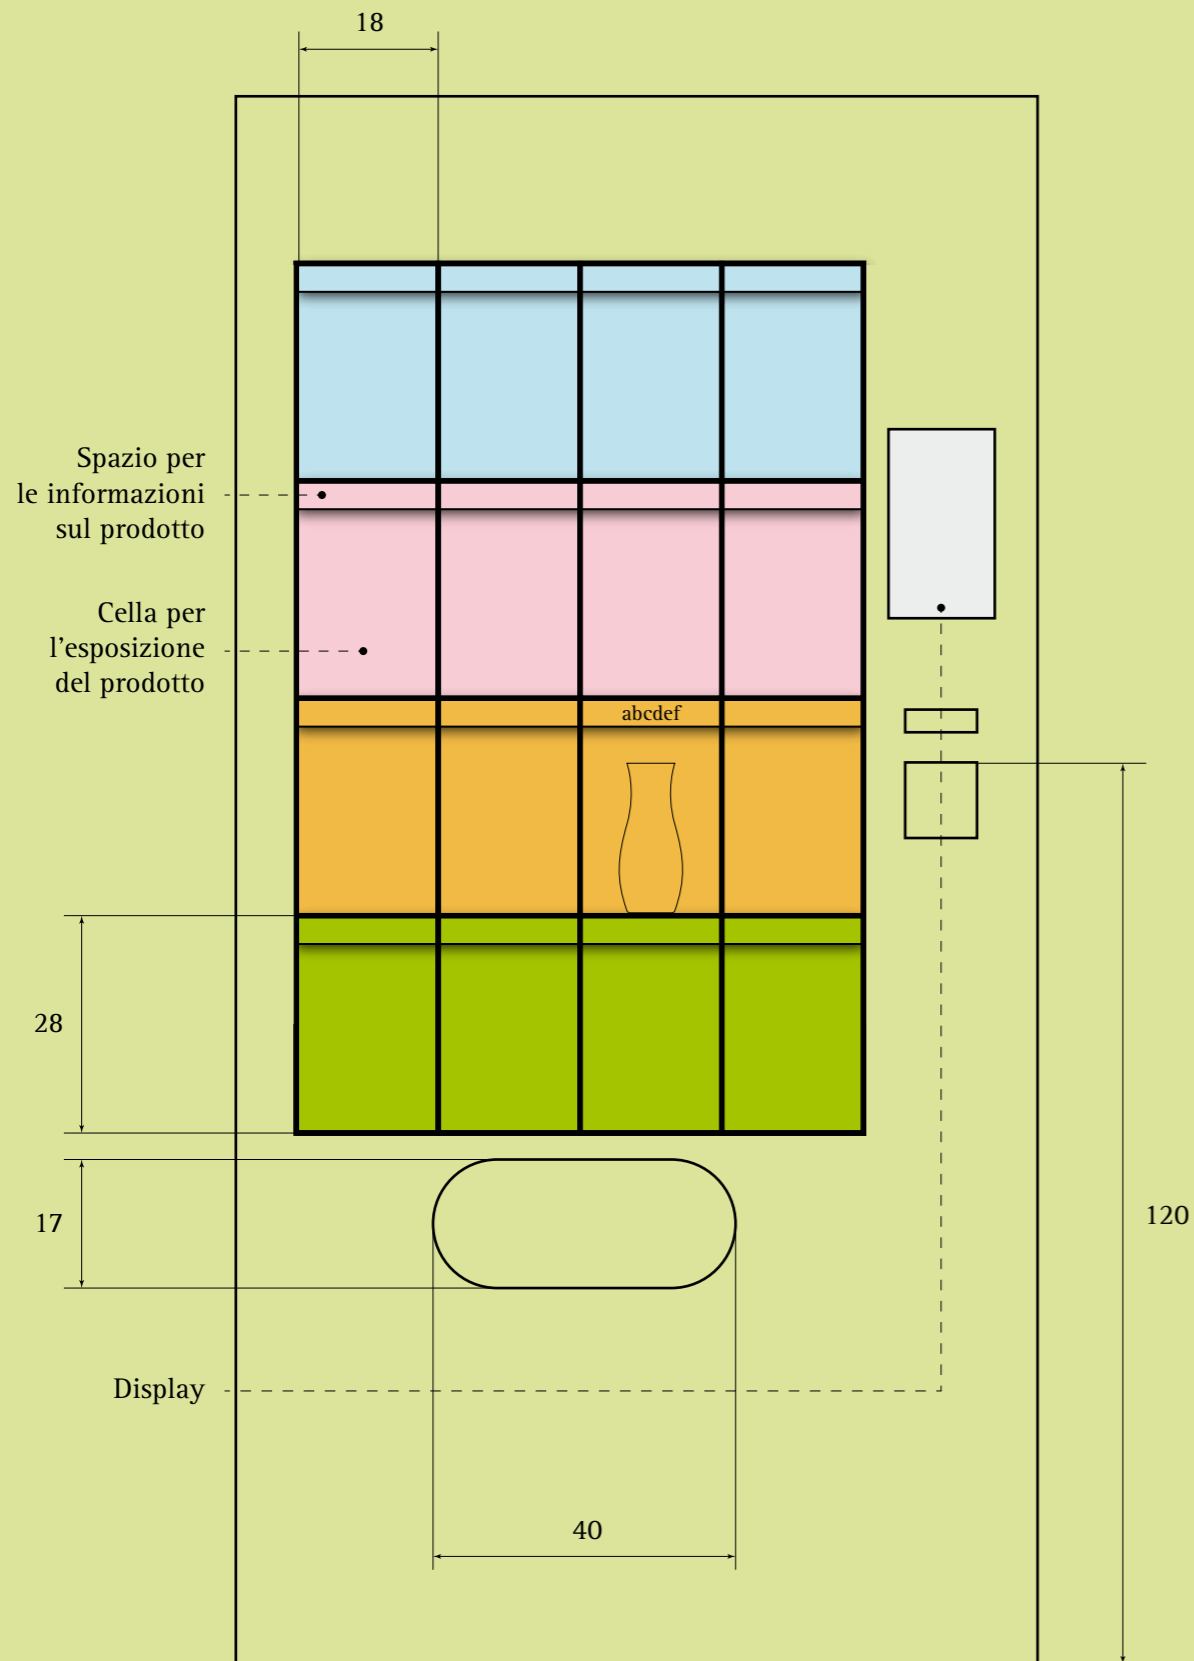 18
Spazio per
le informazioni
sul prodotto
Cella per
l'esposizione
del prodotto
abcdef
28
17
120
Display
40